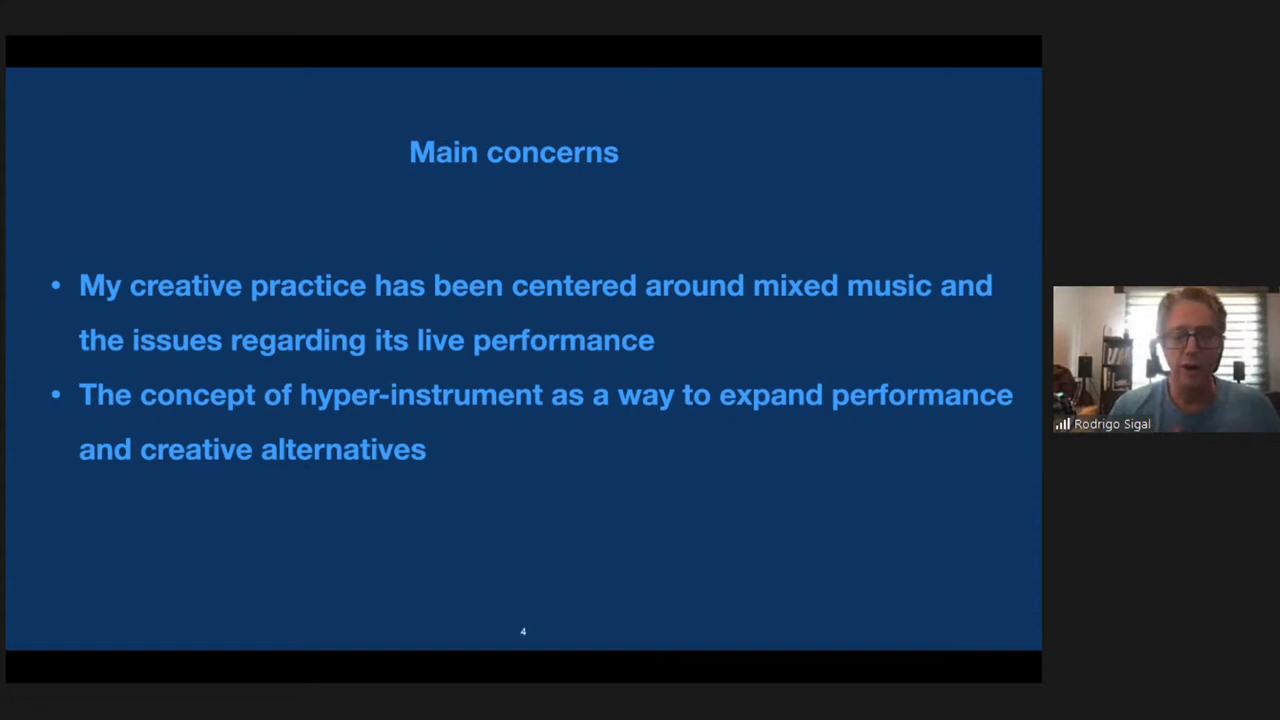 Main concerns
• My creative practice has been centered around mixed music and
the issues regarding its live performance
• The concept of hyper-instrument as a way to expand performance
and creative alternatives
4
Rodrigo Sigal